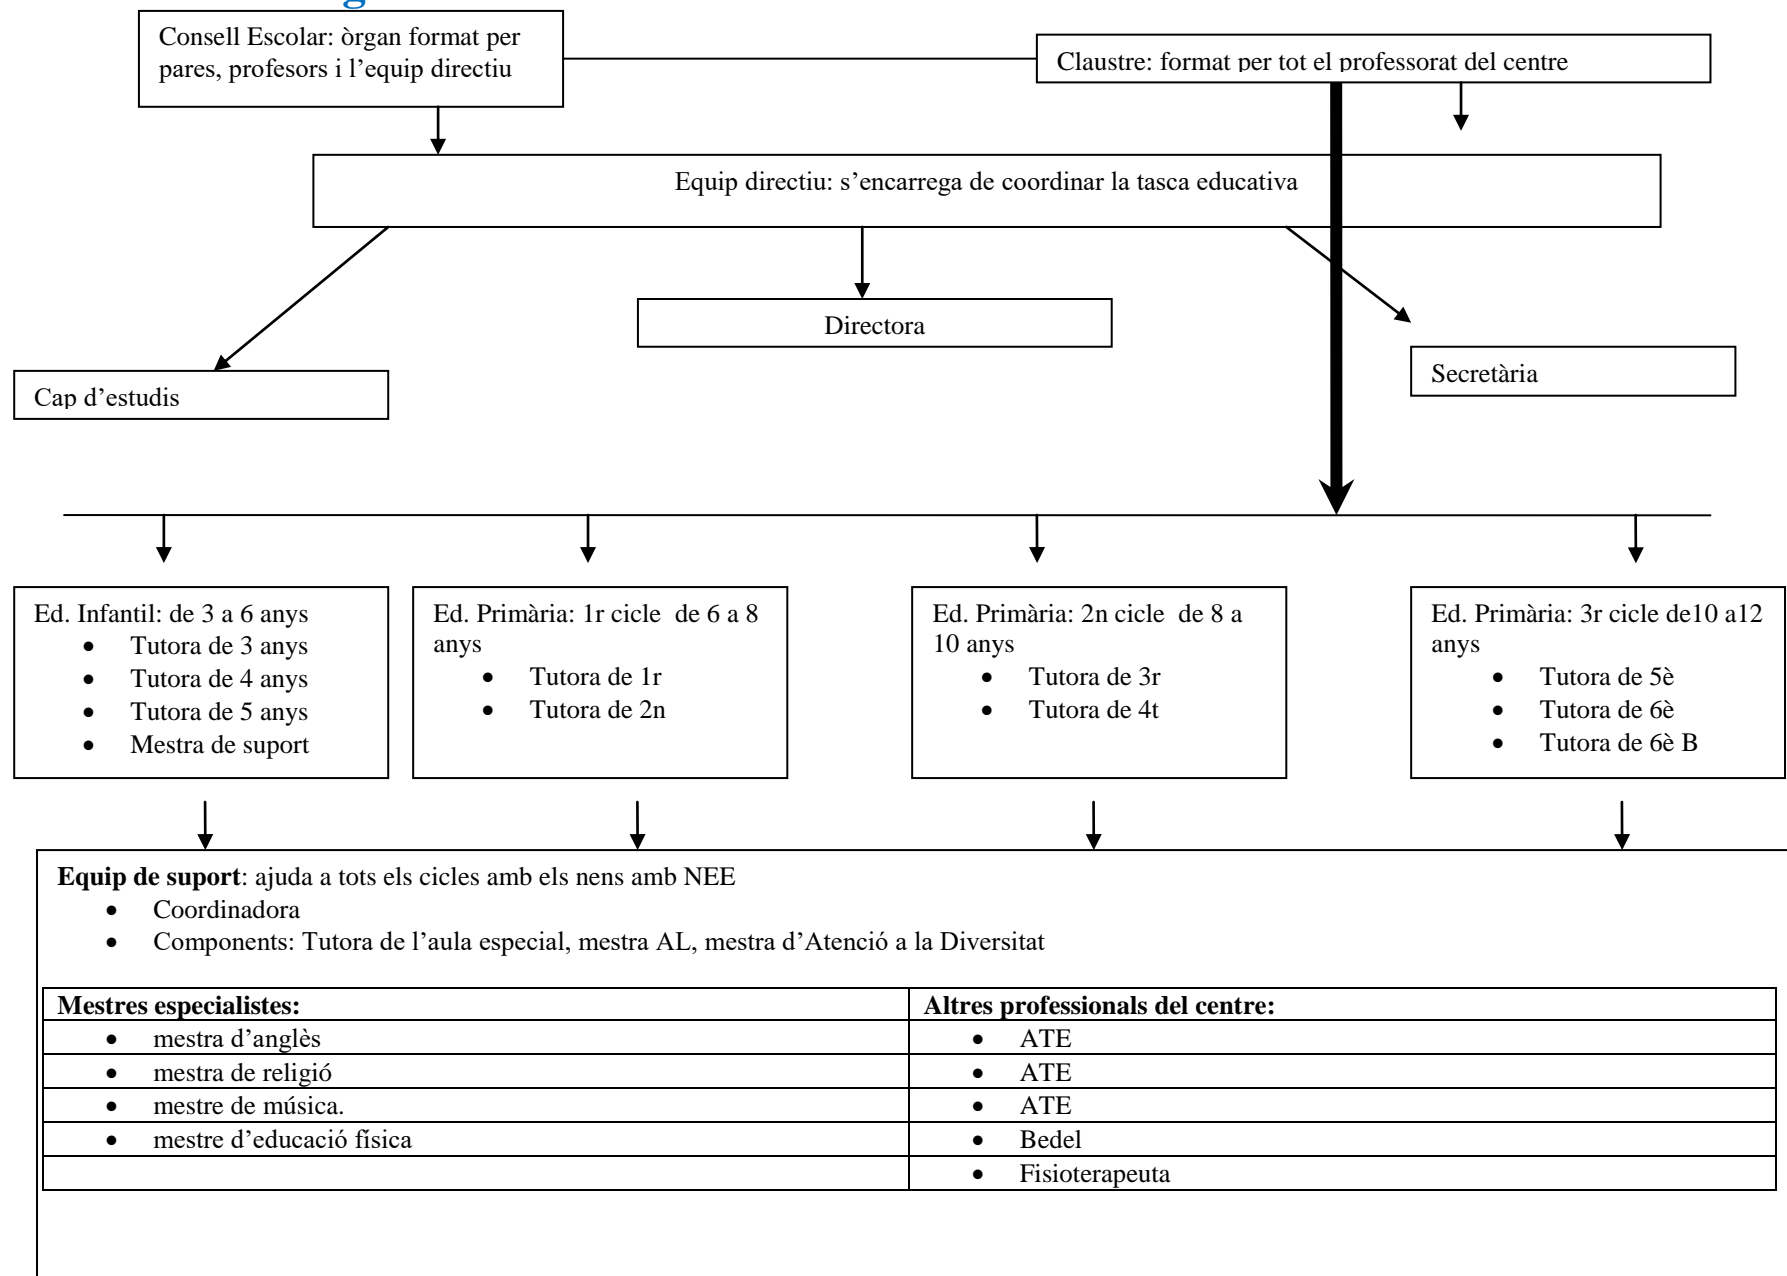 Consell Escolar: òrgan format per
pares, profesors i l’equip directiu
Claustre: format per tot el professorat del centre
Equip directiu: s’encarrega de coordinar la tasca educativa
Directora
Secretària
Cap d’estudis
Ed. Infantil: de 3 a 6 anys
• Tutora de 3 anys
• Tutora de 4 anys
• Tutora de 5 anys
• Mestra de suport
Ed. Primària: 1r cicle de 6 a 8
anys
• Tutora de 1r
• Tutora de 2n
Ed. Primària: 2n cicle de 8 a
10 anys
• Tutora de 3r
• Tutora de 4t
Ed. Primària: 3r cicle de10 a12
anys
• Tutora de 5è
• Tutora de 6è
• Tutora de 6è B
Equip de suport: ajuda a tots els cicles amb els nens amb NEE
• Coordinadora
• Components: Tutora de l’aula especial, mestra AL, mestra d’Atenció a la Diversitat
Mestres especialistes:
Altres professionals del centre:
• mestra d’anglès
• ATE
• mestra de religió
• ATE
• mestre de música.
• ATE
• mestre d’educació física
• Bedel
• Fisioterapeuta